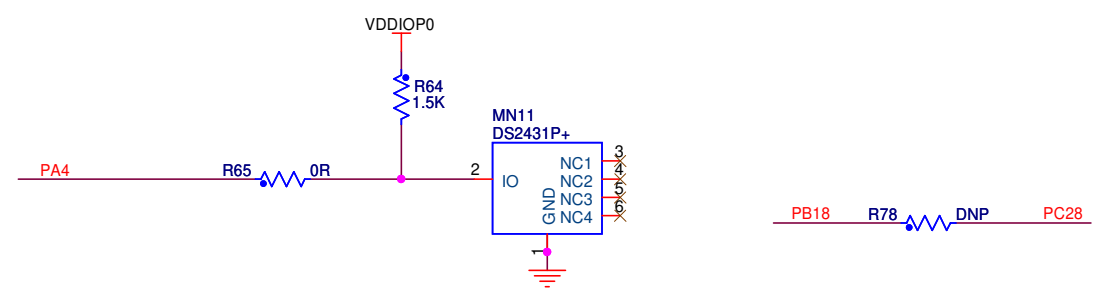 VDDIOP0
R64
1.5K
MN11
DS2431P+
PA4
R65
0R
2
IO
GND
NC1
NC2
NC3
NC4
3
4
5
6
1
PB18
R78
DNP
PC28